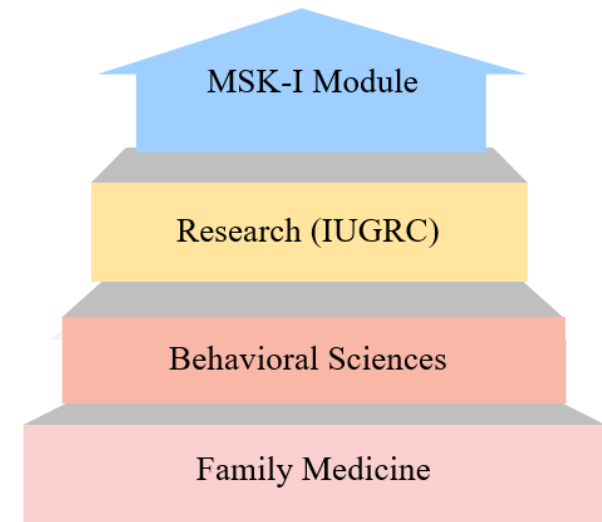 MSK-I Module
Research (IUGRC)
Behavioral Sciences
Family Medicine